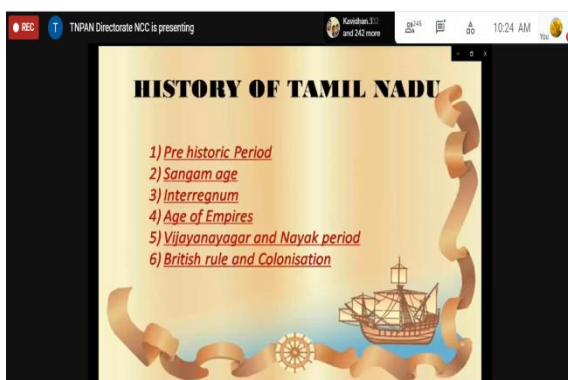 REC
T TNPAN Directorate NCC is presenting
and 242 more
245
10:24 AM
You
HISTORY OF TAMIL NADU
1) Pre historic Period
2) Sangam age
3) Interregnum
4) Age of Empires
5) Vijayanayagar and Nayak period
6) British rule and Colonisation